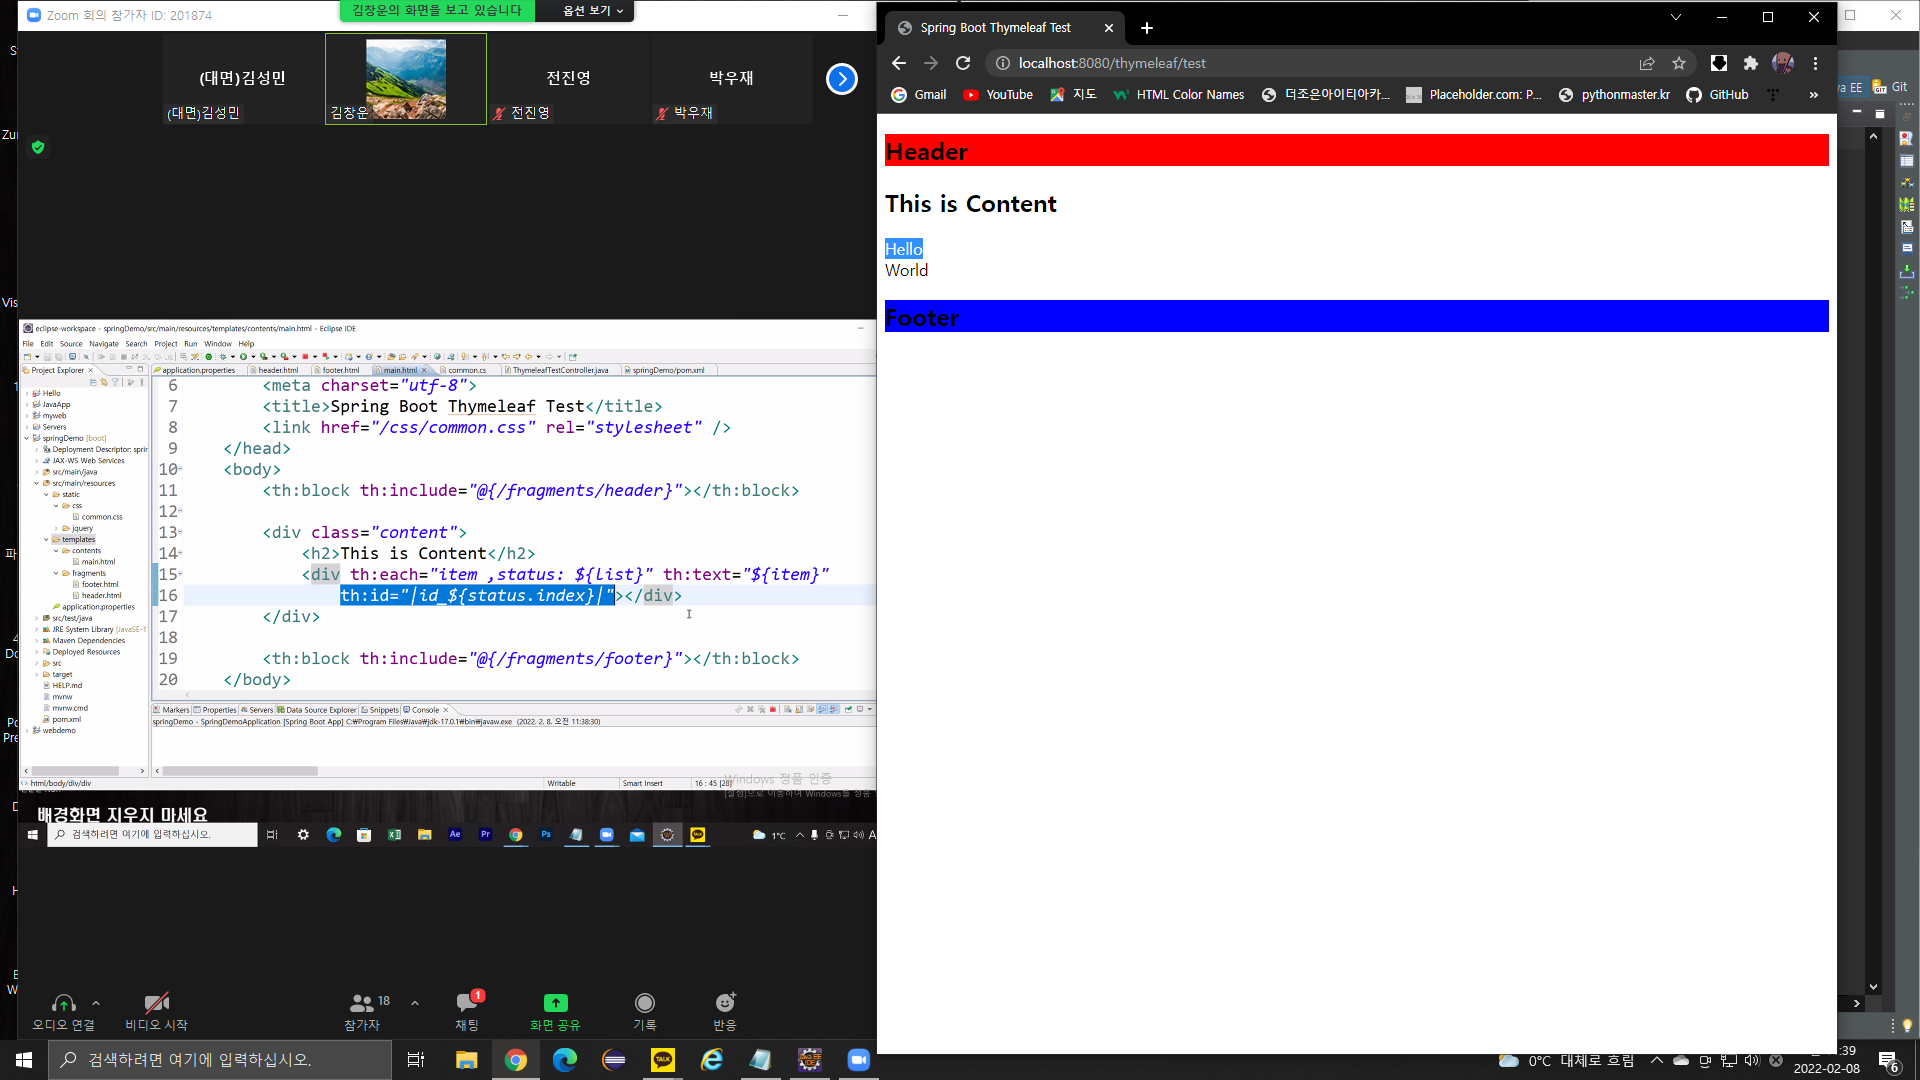 Zoom 회의 참가자 ID: 201874
김창운의 화면을 보고 있습니다
옵션 보기
(대면)김성민
전진영
박우재
(대면)김성민
김창운
전진영
박우재
eclipse-workspace - springDemo/src/main/resources/templates/contents/main.html - Eclipse IDE
File Edit Source Navigate Search Project Run Window Help
Project Explorer
application.properties
header.html
footer.html
main.html
common.cs
ThymeleafTestController.java
springDemo/pom.xml
Hello
JavaApp
myweb
Servers
springDemo [boot]
Deployment Descriptor: sprin
JAX-WS Web Services
src/main/java
src/main/resources
static
css
common.css
jquery
templates
contents
main.html
fragments
footer.html
header.html
application.properties
src/test/java
JRE System Library [JavaSE-1
Maven Dependencies
Deployed Resources
src
target
HELP.md
mvnw
mvnw.cmd
pom.xml
webdemo
6 <meta charset="utf-8">
7 <title>Spring Boot Thymeleaf Test</title>
8 <link href="/css/common.css" rel="stylesheet" />
9 </head>
10 <body>
11 <th:block th:include="@{/fragments/header}"></th:block>
12
13 <div class="content">
14 <h2>This is Content</h2>
15 <div th:each="item ,status: ${list}" th:text="${item}"
16 th:id="|id_${status.index}|"></div>
17 </div>
18
19 <th:block th:include="@{/fragments/footer}"></th:block>
20 </body>
Markers Properties Servers Data Source Explorer Snippets Console
springDemo - SpringDemoApplication [Spring Boot App] C:₩Program Files₩Java₩jdk-17.0.1₩bin₩javaw.exe (2022. 2. 8. 오전 11:38:30)
html/body/div/div
Writable
Smart Insert
16 : 45 [28]
Windows 정품 인증
배경화면 지우지 마세요
검색하려면 여기에 입력하십시오.
1℃
오디오 연결
비디오 시작
18
참가자
1
채팅
화면 공유
기록
반응
Spring Boot Thymeleaf Test
localhost:8080/thymeleaf/test
Gmail
YouTube
지도
HTML Color Names
더조은아이티아카...
Placeholder.com: P...
pythonmaster.kr
GitHub
»
Header
This is Content
Hello
World
Footer
Git
검색하려면 여기에 입력하십시오.
0°C 대체로 흐림
2022-02-08
6